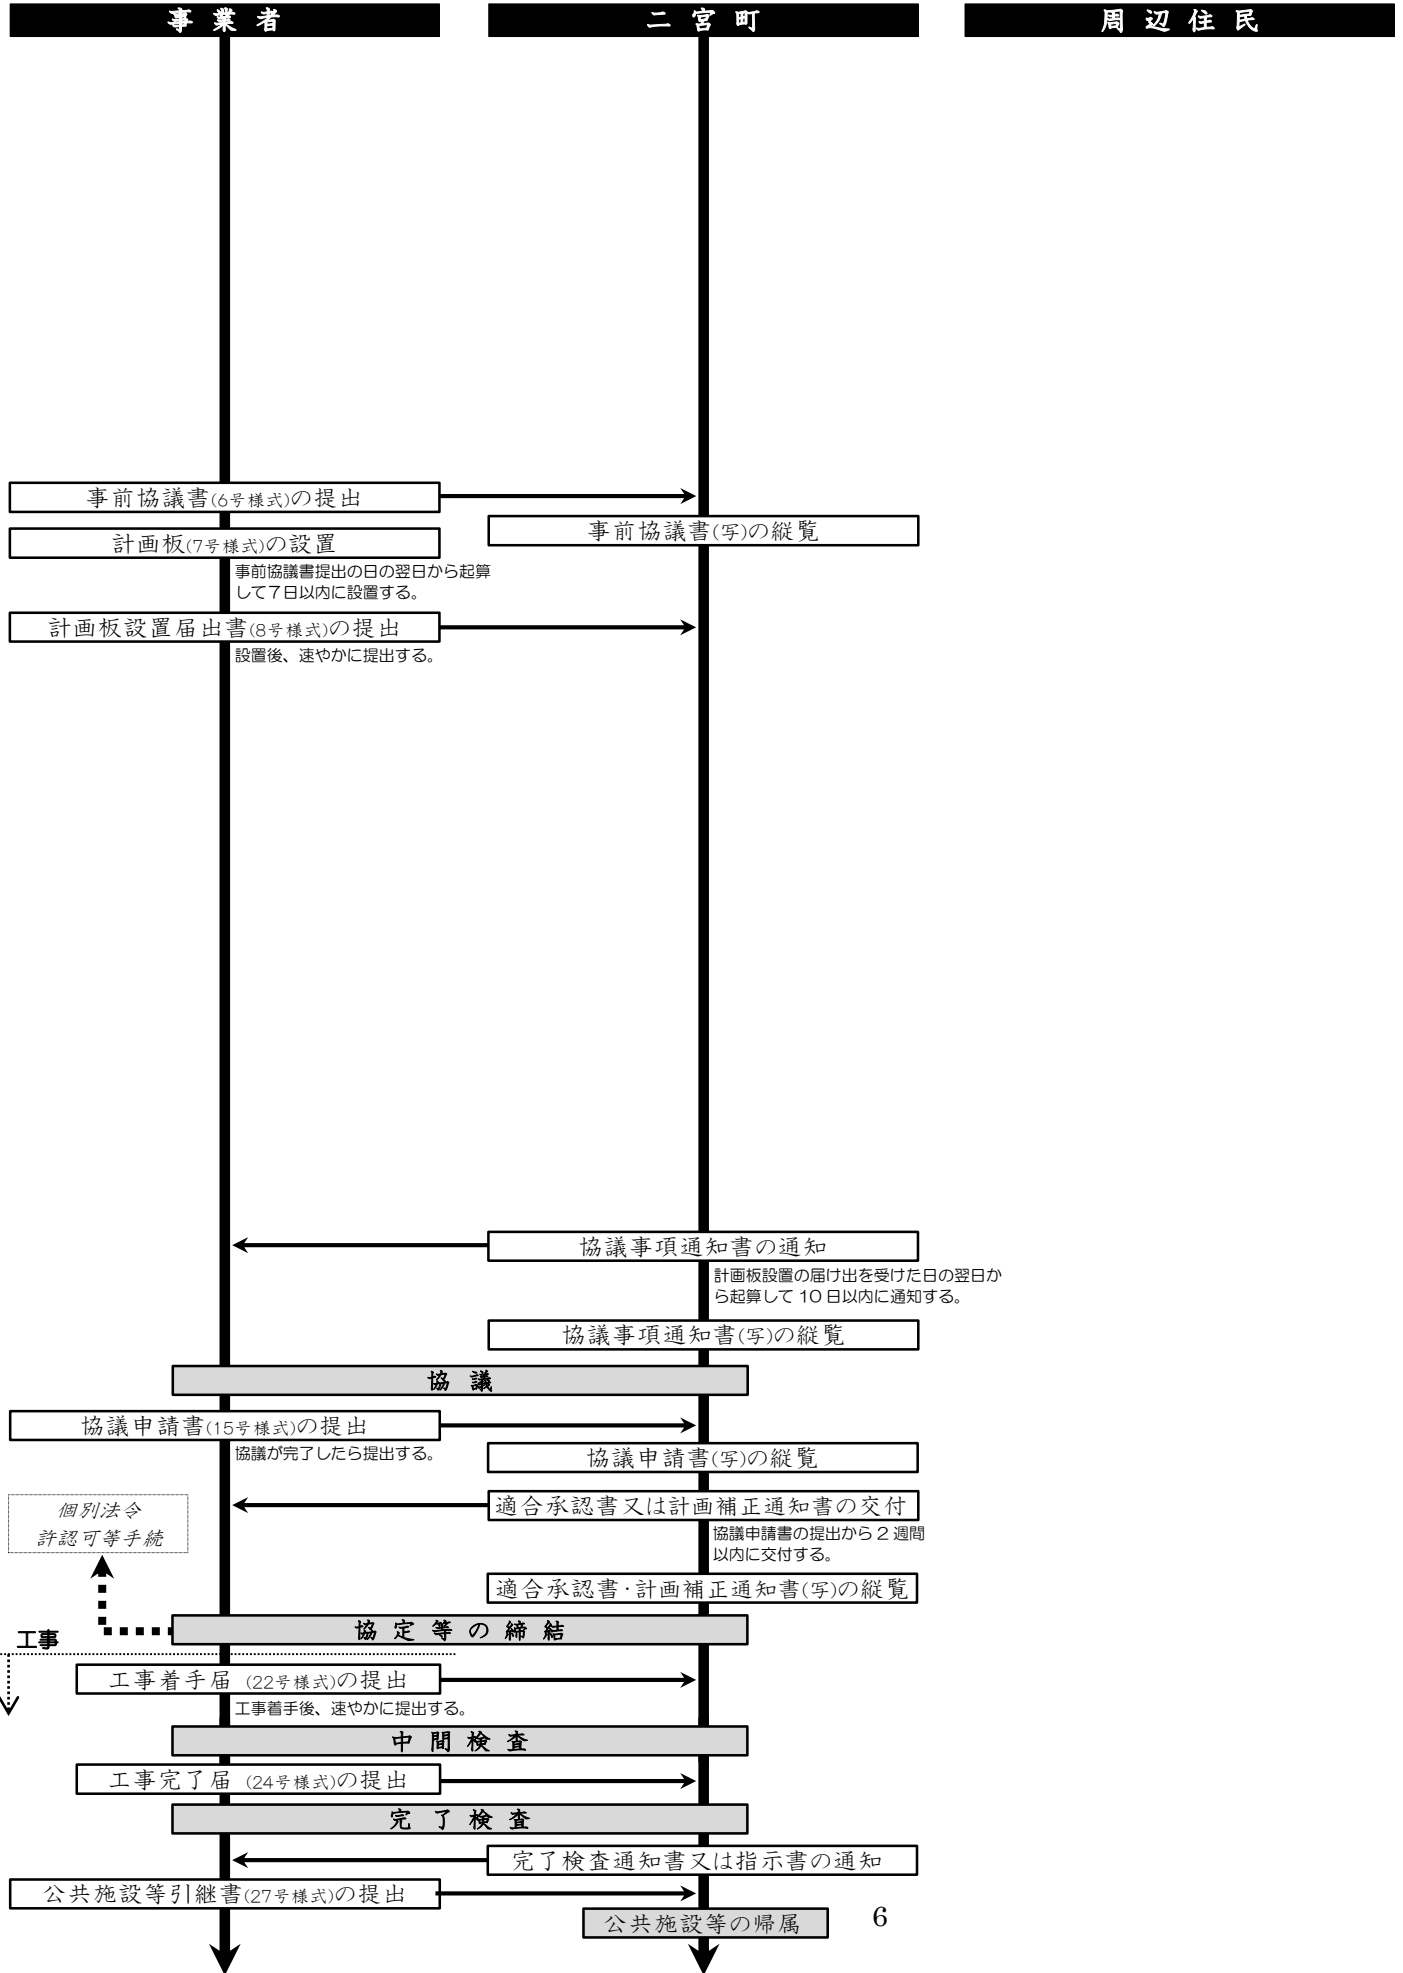 事業者
二宮町
周辺住民
事前協議書(6号様式)の提出
事前協議書(写)の縦覧
計画板(7号様式)の設置
事前協議書提出の日の翌日から起算
して7日以内に設置する。
計画板設置届出書(8号様式)の提出
設置後、速やかに提出する。
協議事項通知書の通知
計画板設置の届け出を受けた日の翌日か
ら起算して 10 日以内に通知する。
協議事項通知書(写)の縦覧
協議
協議申請書(15号様式)の提出
協議が完了したら提出する。
協議申請書(写)の縦覧
適合承認書又は計画補正通知書の交付
協議申請書の提出から 2 週間
以内に交付する。
個別法令
許認可等手続
適合承認書・計画補正通知書(写)の縦覧
協定等の締結
工事
工事着手届 (22号様式)の提出
工事着手後、速やかに提出する。
中間検査
工事完了届 (24号様式)の提出
完了検査
完了検査通知書又は指示書の通知
公共施設等引継書(27号様式)の提出
公共施設等の帰属
6